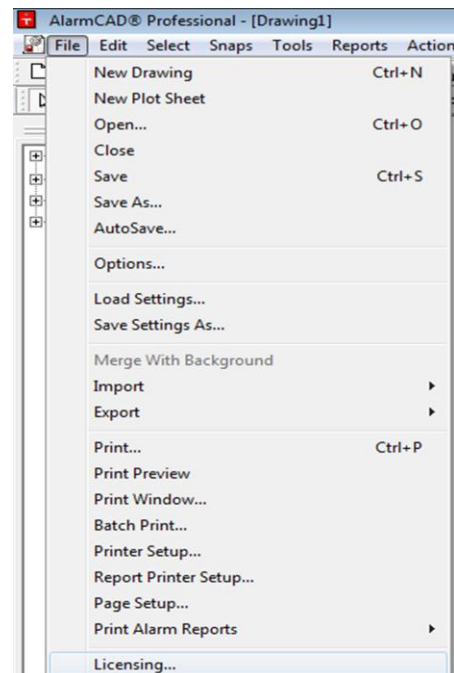 AlarmCAD® Professional - [Drawing1]
File Edit Select Snaps Tools Reports Action
New Drawing Ctrl+N
New Plot Sheet
Open... Ctrl+O
Close
Save Ctrl+S
Save As...
AutoSave...
Options...
Load Settings...
Save Settings As...
Merge With Background
Import
Export
Print... Ctrl+P
Print Preview
Print Window...
Batch Print...
Printer Setup...
Report Printer Setup...
Page Setup...
Print Alarm Reports
Licensing...